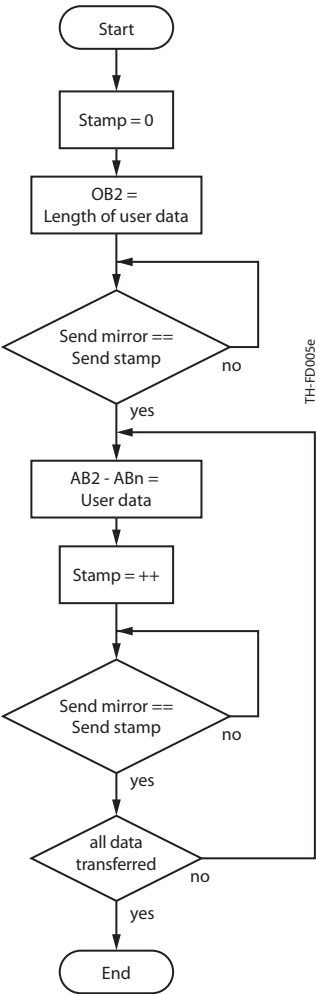 Start
Stamp = 0
OB2 =
Length of user data
Send mirror ==
Send stamp
no
yes
AB2 - ABn =
User data
Stamp = ++
Send mirror ==
Send stamp
no
yes
all data
transferred
no
yes
End
TH-FD005e